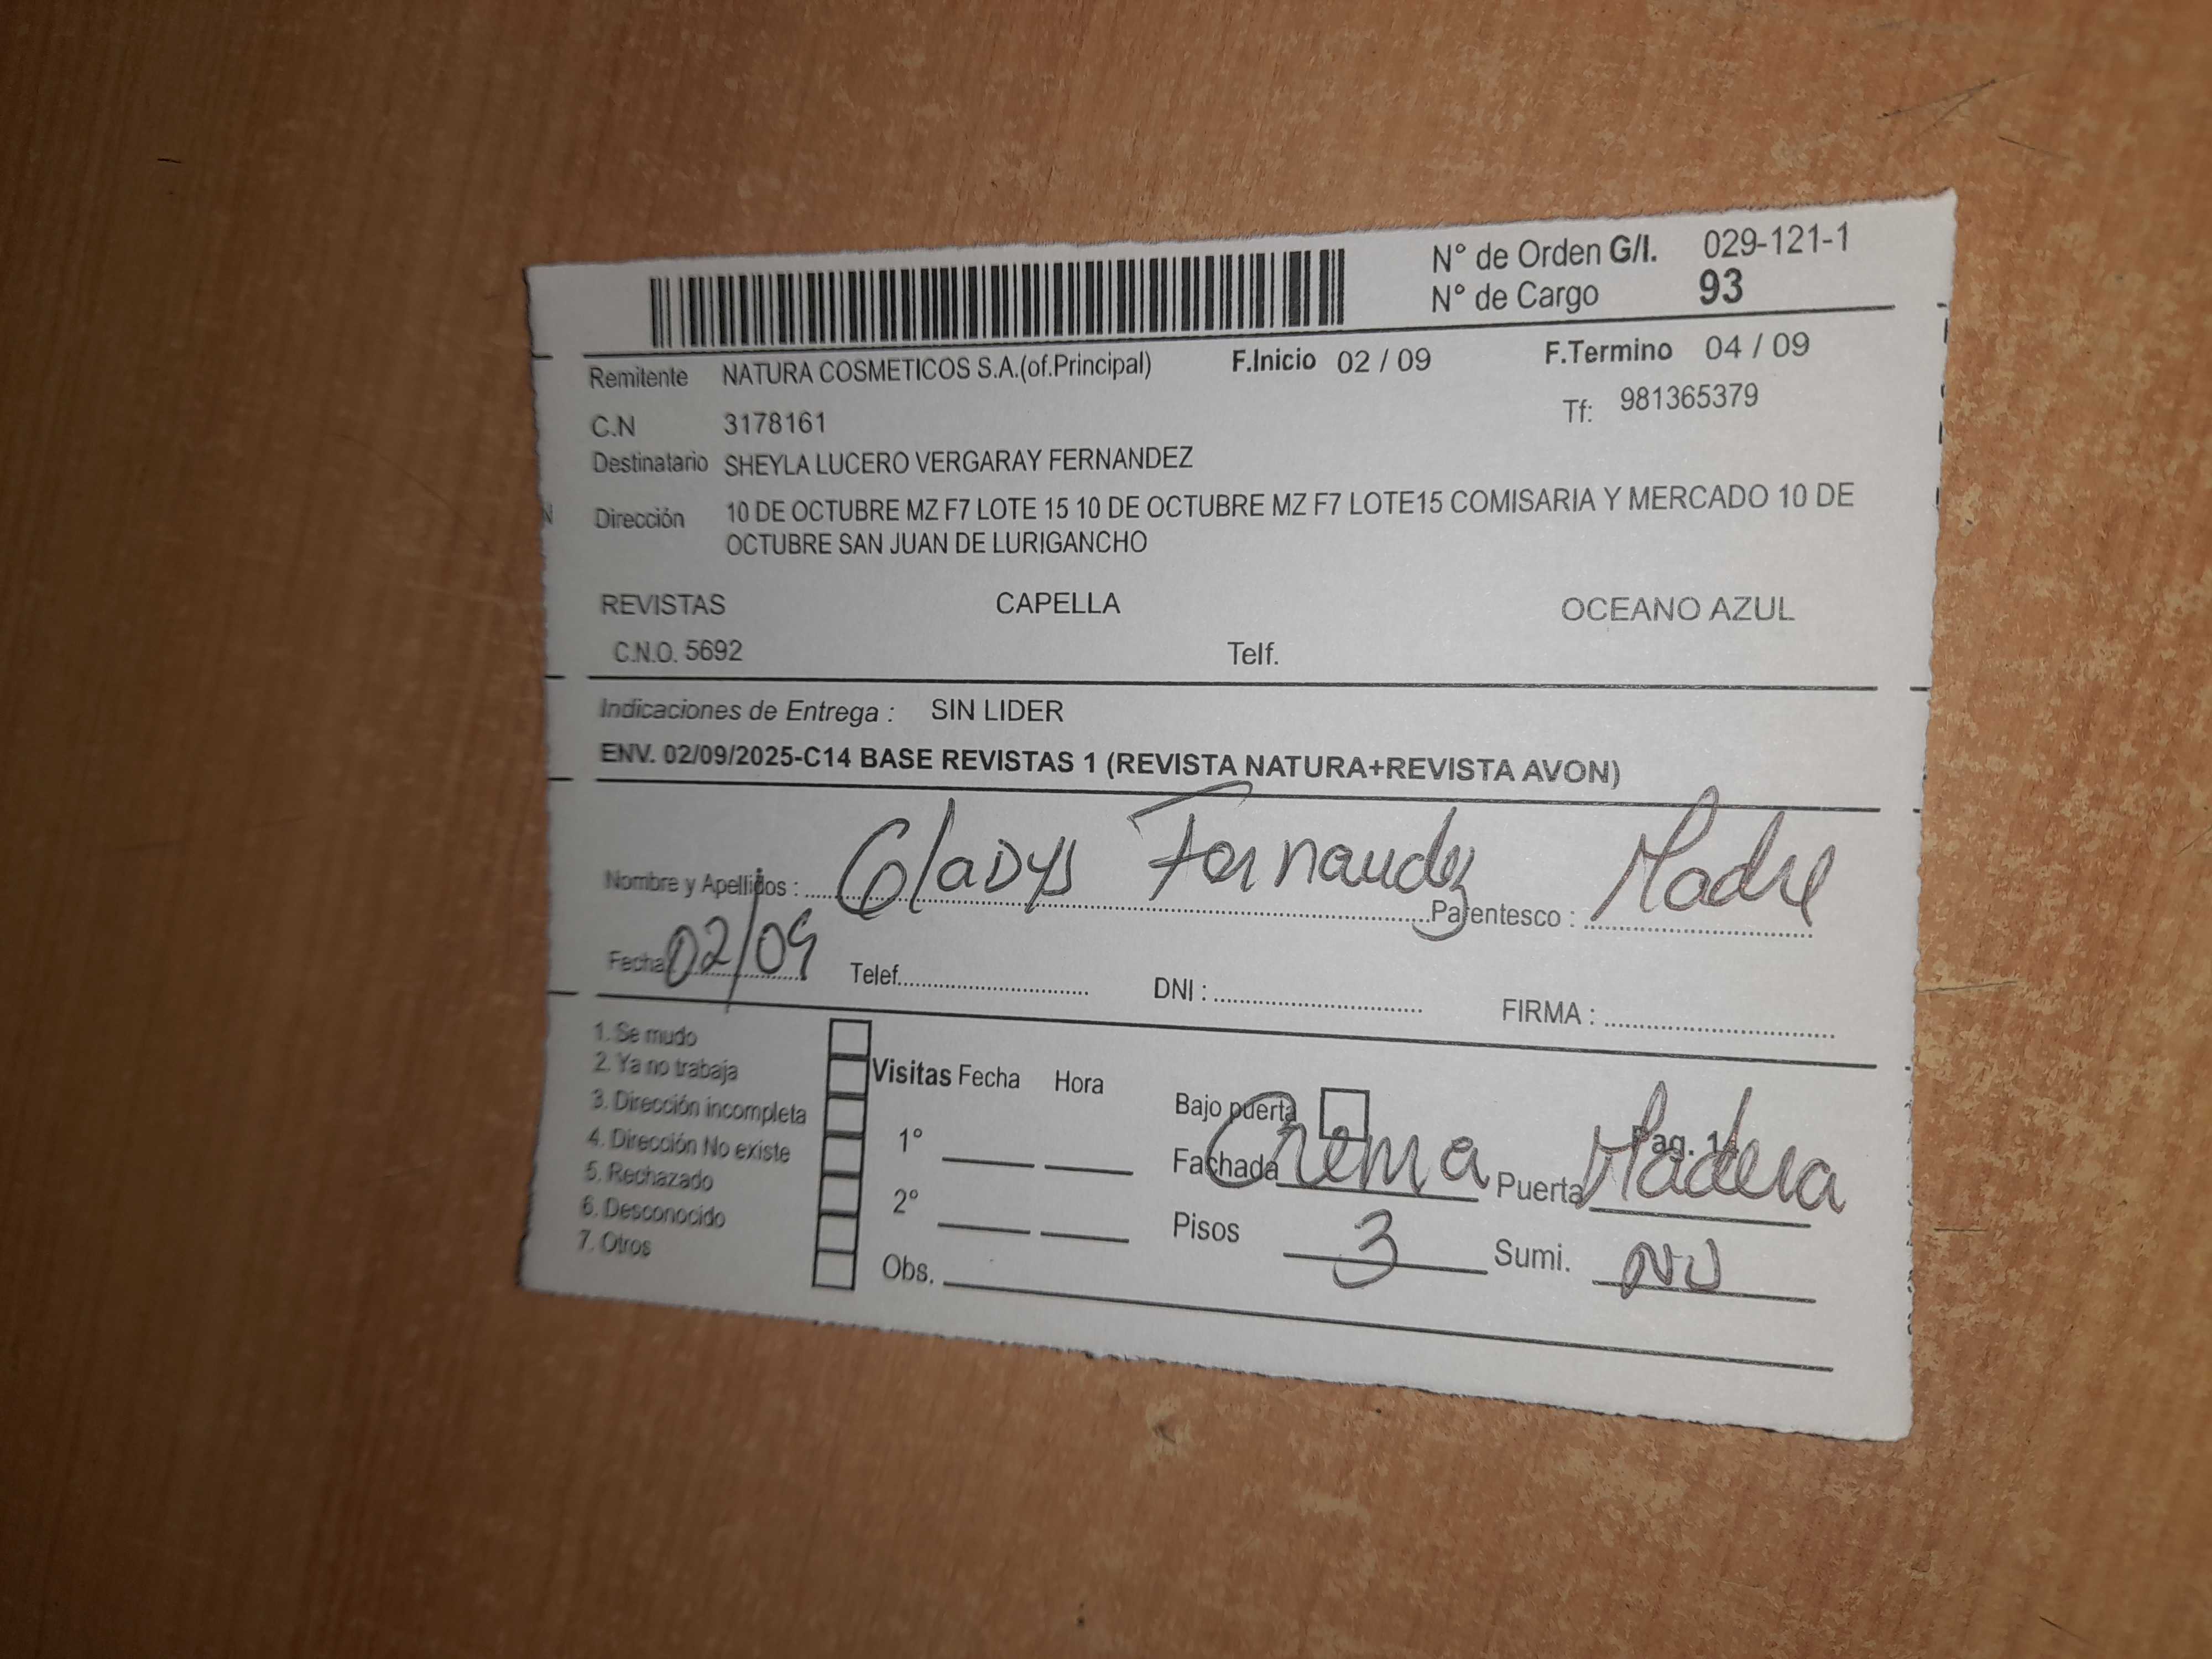 N° de Orden G/I. 029-121-1
N° de Cargo 93
Remitente NATURA COSMETICOS S.A.(of.Principal) F.Inicio 02 / 09 F.Termino 04 / 09
C.N 3178161 Tf: 981365379
Destinatario SHEYLA LUCERO VERGARAY FERNANDEZ
Dirección 10 DE OCTUBRE MZ F7 LOTE 15 10 DE OCTUBRE MZ F7 LOTE15 COMISARIA Y MERCADO 10 DE
OCTUBRE SAN JUAN DE LURIGANCHO
REVISTAS CAPELLA OCEANO AZUL
C.N.O. 5692 Telf.
Indicaciones de Entrega : SIN LIDER
ENV. 02/09/2025-C14 BASE REVISTAS 1 (REVISTA NATURA+REVISTA AVON)
Nombre y Apellidos : Gladys Fernandez Parentesco : Madre
Fecha 02/09 Telef. DNI : FIRMA :
1. Se mudo
2. Ya no trabaja
3. Dirección incompleta
4. Dirección No existe
5. Rechazado
6. Desconocido
7. Otros
Visitas Fecha Hora
1°
2°
Obs.
Bajo puerta
Pag.
Fachada Crema Puerta Madera
Pisos 3 Sumi. NO